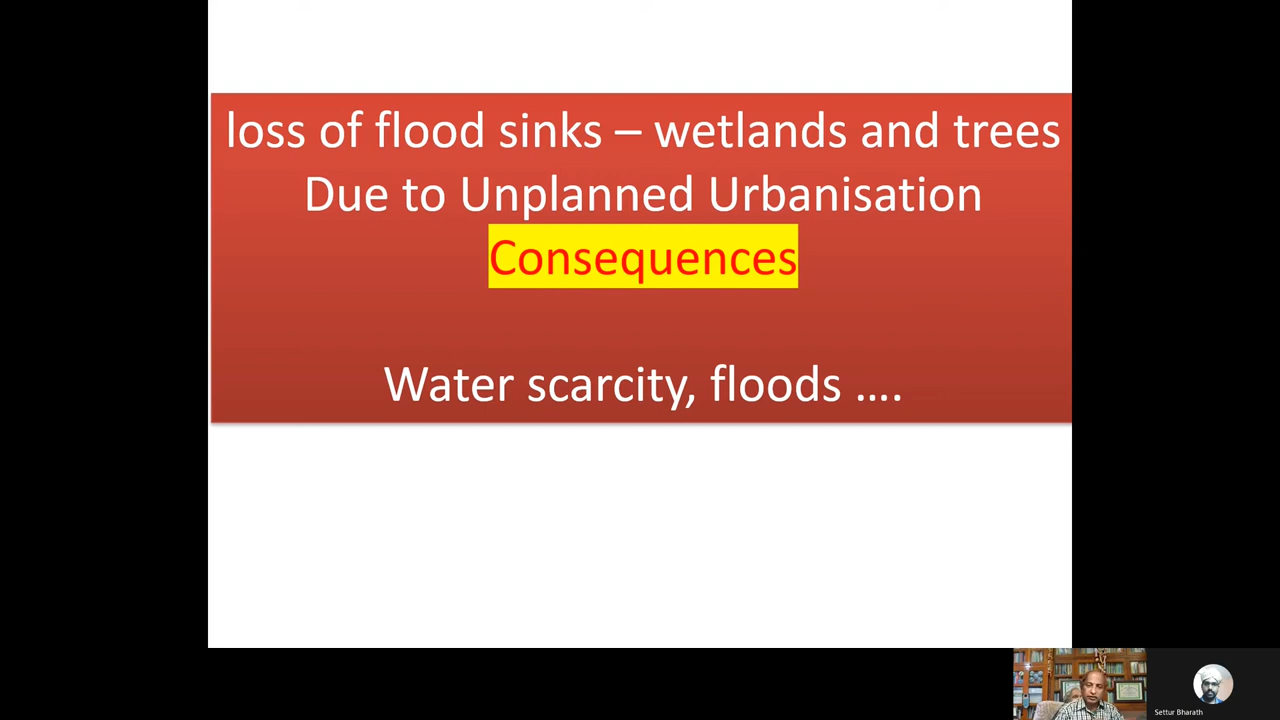 loss of flood sinks – wetlands and trees
Due to Unplanned Urbanisation
Consequences
Water scarcity, floods ....
Settur Bharath